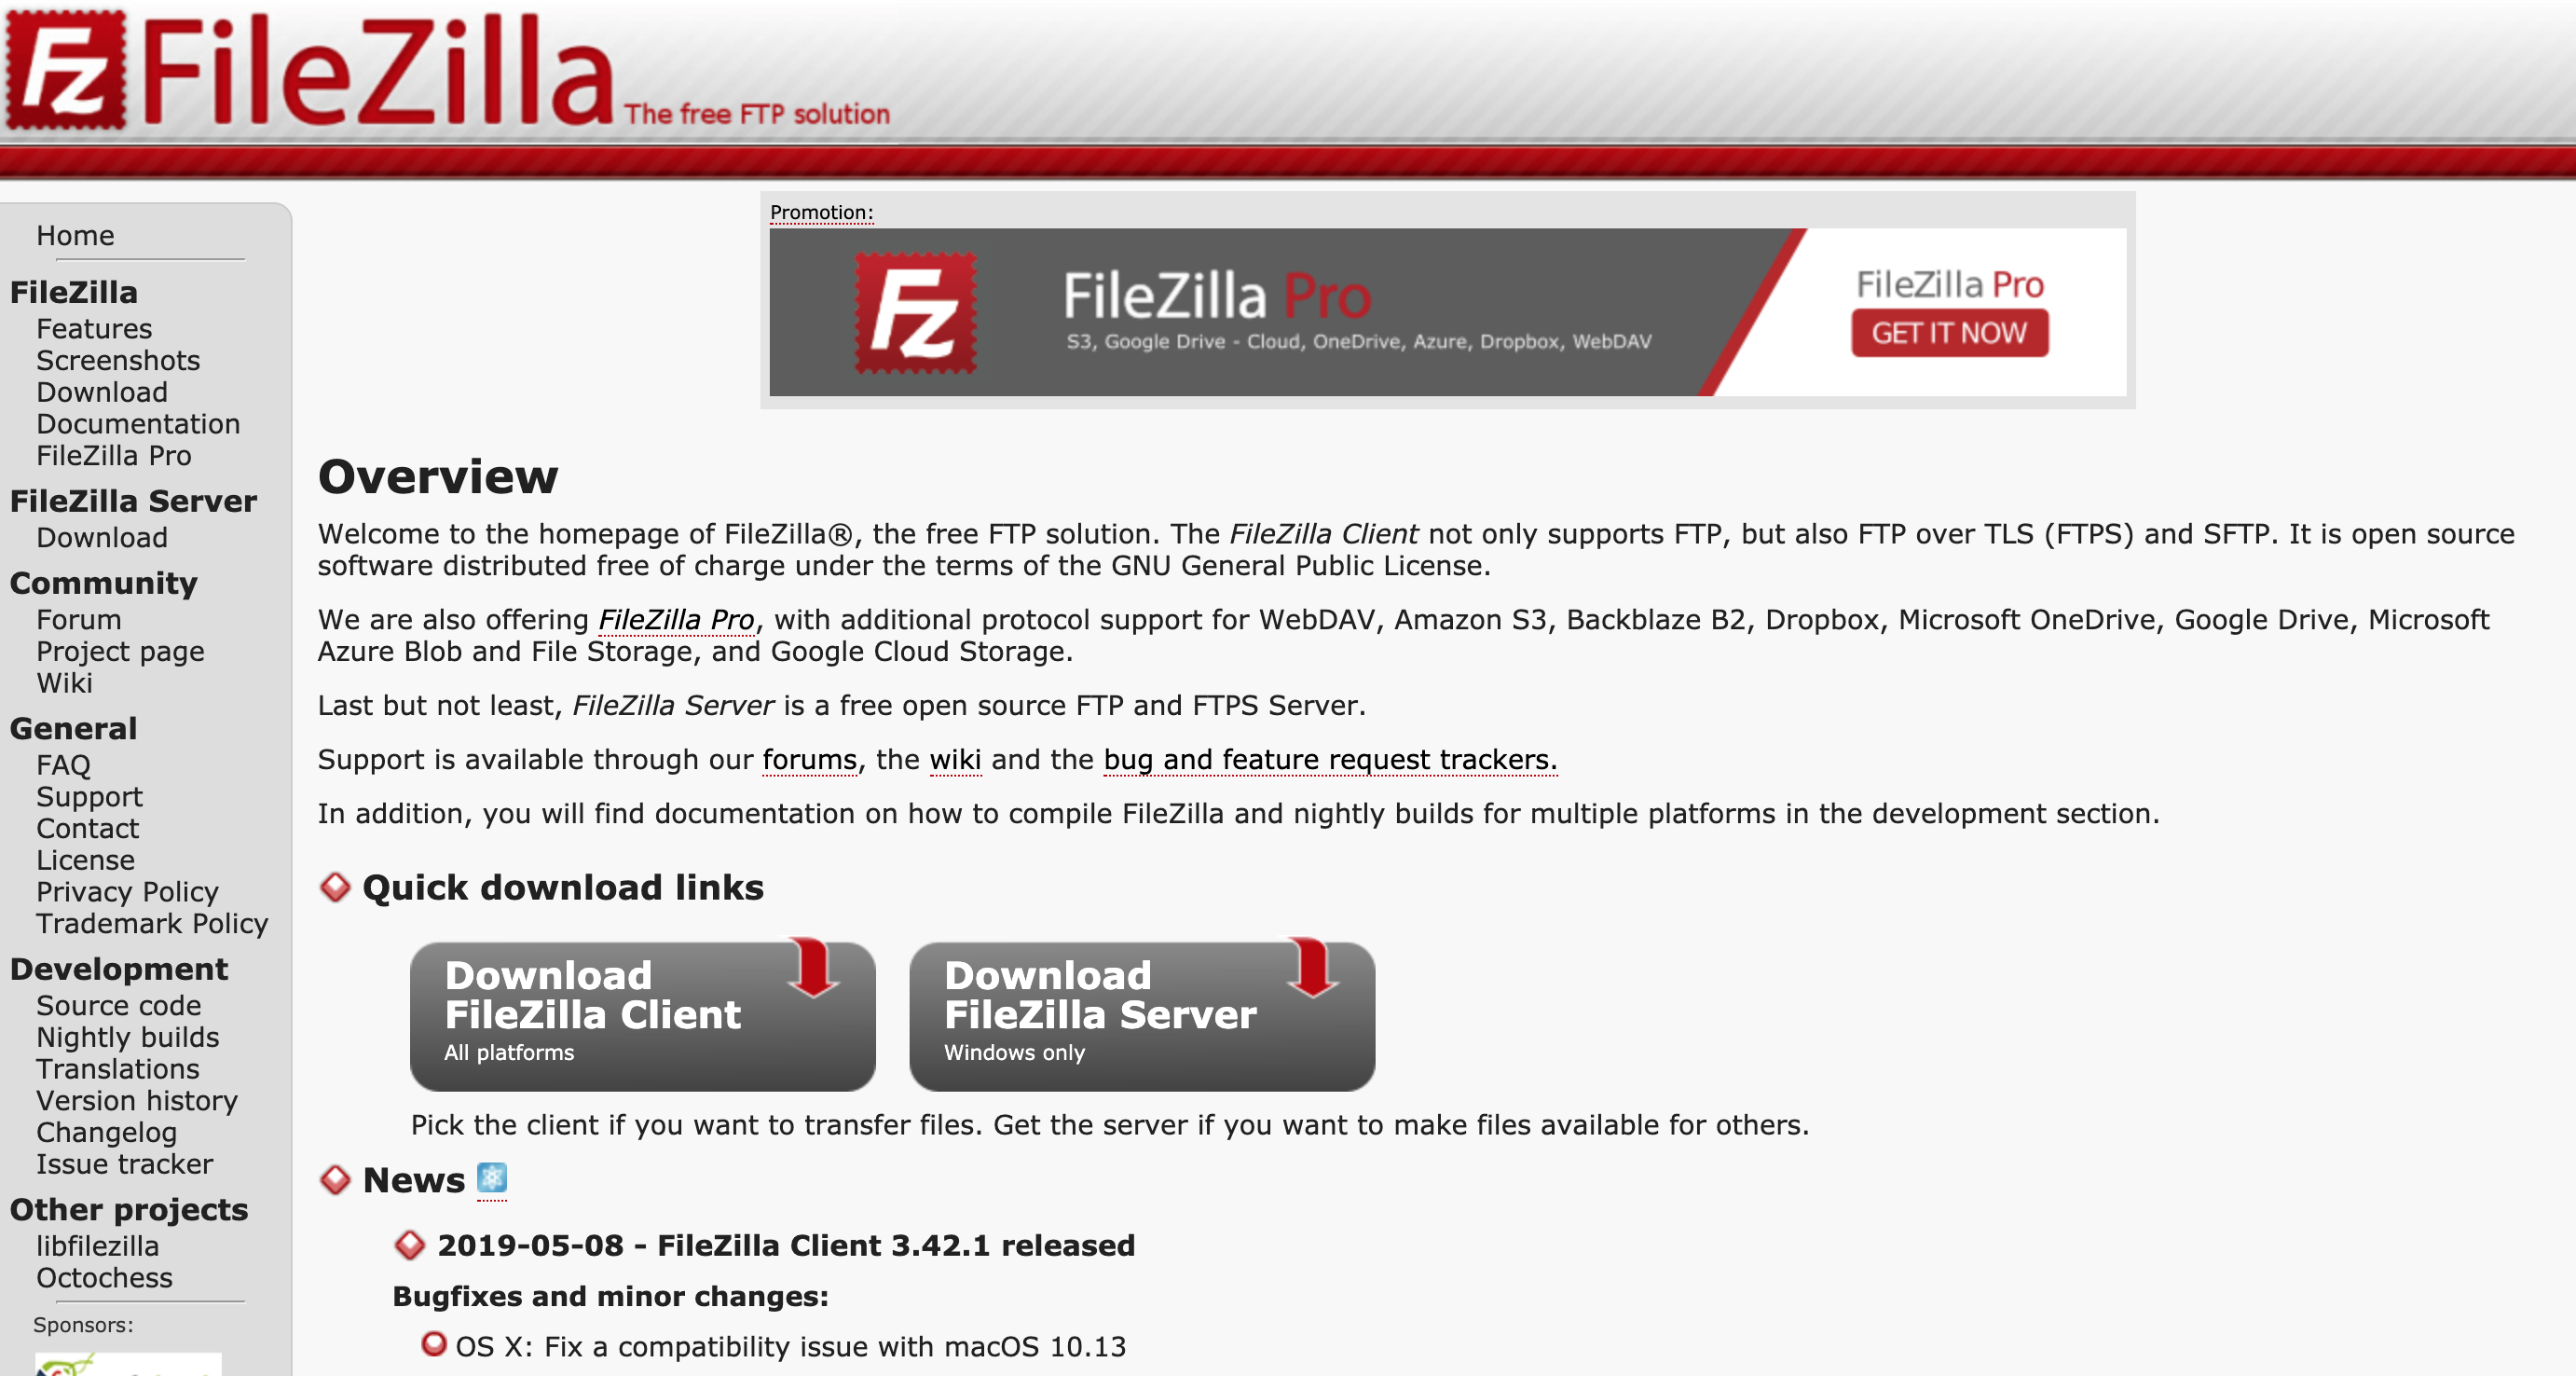 Fz FileZilla The free FTP solution
Home
FileZilla
Features
Screenshots
Download
Documentation
FileZilla Pro
FileZilla Server
Download
Community
Forum
Project page
Wiki
General
FAQ
Support
Contact
License
Privacy Policy
Trademark Policy
Development
Source code
Nightly builds
Translations
Version history
Changelog
Issue tracker
Other projects
libfilezilla
Octochess
Sponsors:
Promotion:
Fz
FileZilla Pro
S3, Google Drive - Cloud, OneDrive, Azure, Dropbox, WebDAV
FileZilla Pro
GET IT NOW
Overview
Welcome to the homepage of FileZilla®, the free FTP solution. The FileZilla Client not only supports FTP, but also FTP over TLS (FTPS) and SFTP. It is open source
software distributed free of charge under the terms of the GNU General Public License.
We are also offering FileZilla Pro, with additional protocol support for WebDAV, Amazon S3, Backblaze B2, Dropbox, Microsoft OneDrive, Google Drive, Microsoft
Azure Blob and File Storage, and Google Cloud Storage.
Last but not least, FileZilla Server is a free open source FTP and FTPS Server.
Support is available through our forums, the wiki and the bug and feature request trackers.
In addition, you will find documentation on how to compile FileZilla and nightly builds for multiple platforms in the development section.
Quick download links
Download
FileZilla Client
All platforms
Download
FileZilla Server
Windows only
Pick the client if you want to transfer files. Get the server if you want to make files available for others.
News
2019-05-08 - FileZilla Client 3.42.1 released
Bugfixes and minor changes:
OS X: Fix a compatibility issue with macOS 10.13